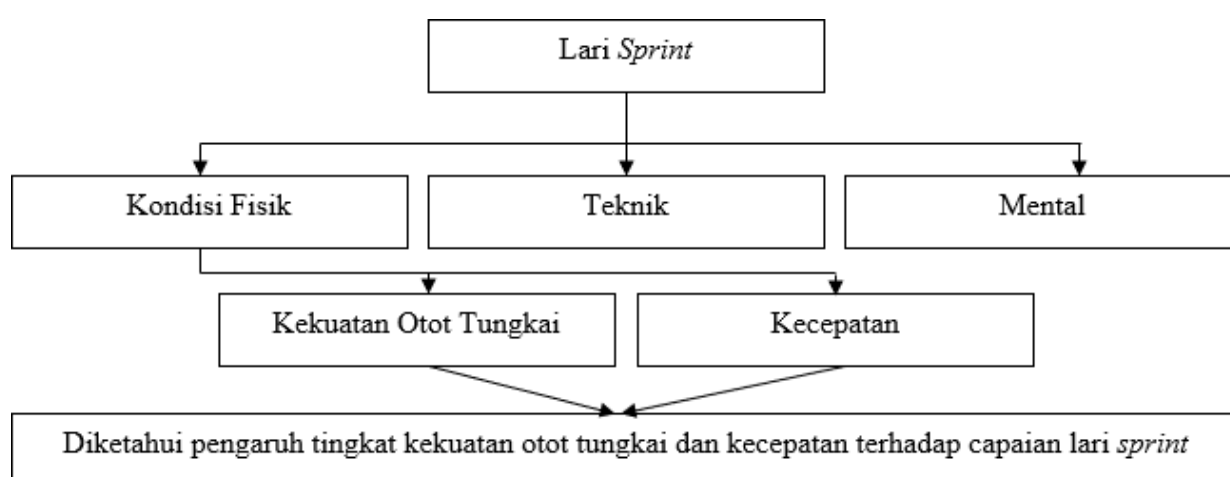 Lari Sprint
Kondisi Fisik
Teknik
Mental
Kekuatan Otot Tungkai
Kecepatan
Diketahui pengaruh tingkat kekuatan otot tungkai dan kecepatan terhadap capaian lari sprint